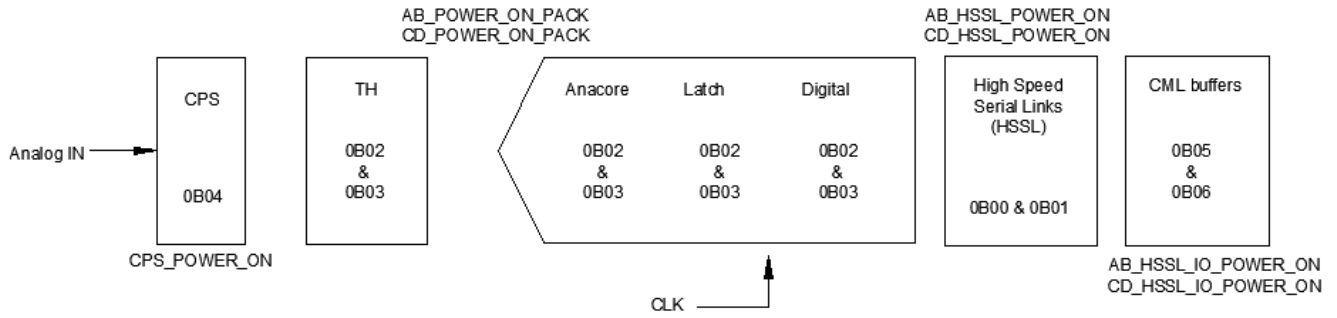 AB_POWER_ON_PACK
CD_POWER_ON_PACK
AB_HSSL_POWER_ON
CD_HSSL_POWER_ON
Analog IN
CPS
0B04
CPS_POWER_ON
TH
0B02
&
0B03
Anacore
0B02
&
0B03
Latch
0B02
&
0B03
Digital
0B02
&
0B03
CLK
High Speed
Serial Links
(HSSL)
0B00 & 0B01
CML buffers
0B05
&
0B06
AB_HSSL_IO_POWER_ON
CD_HSSL_IO_POWER_ON